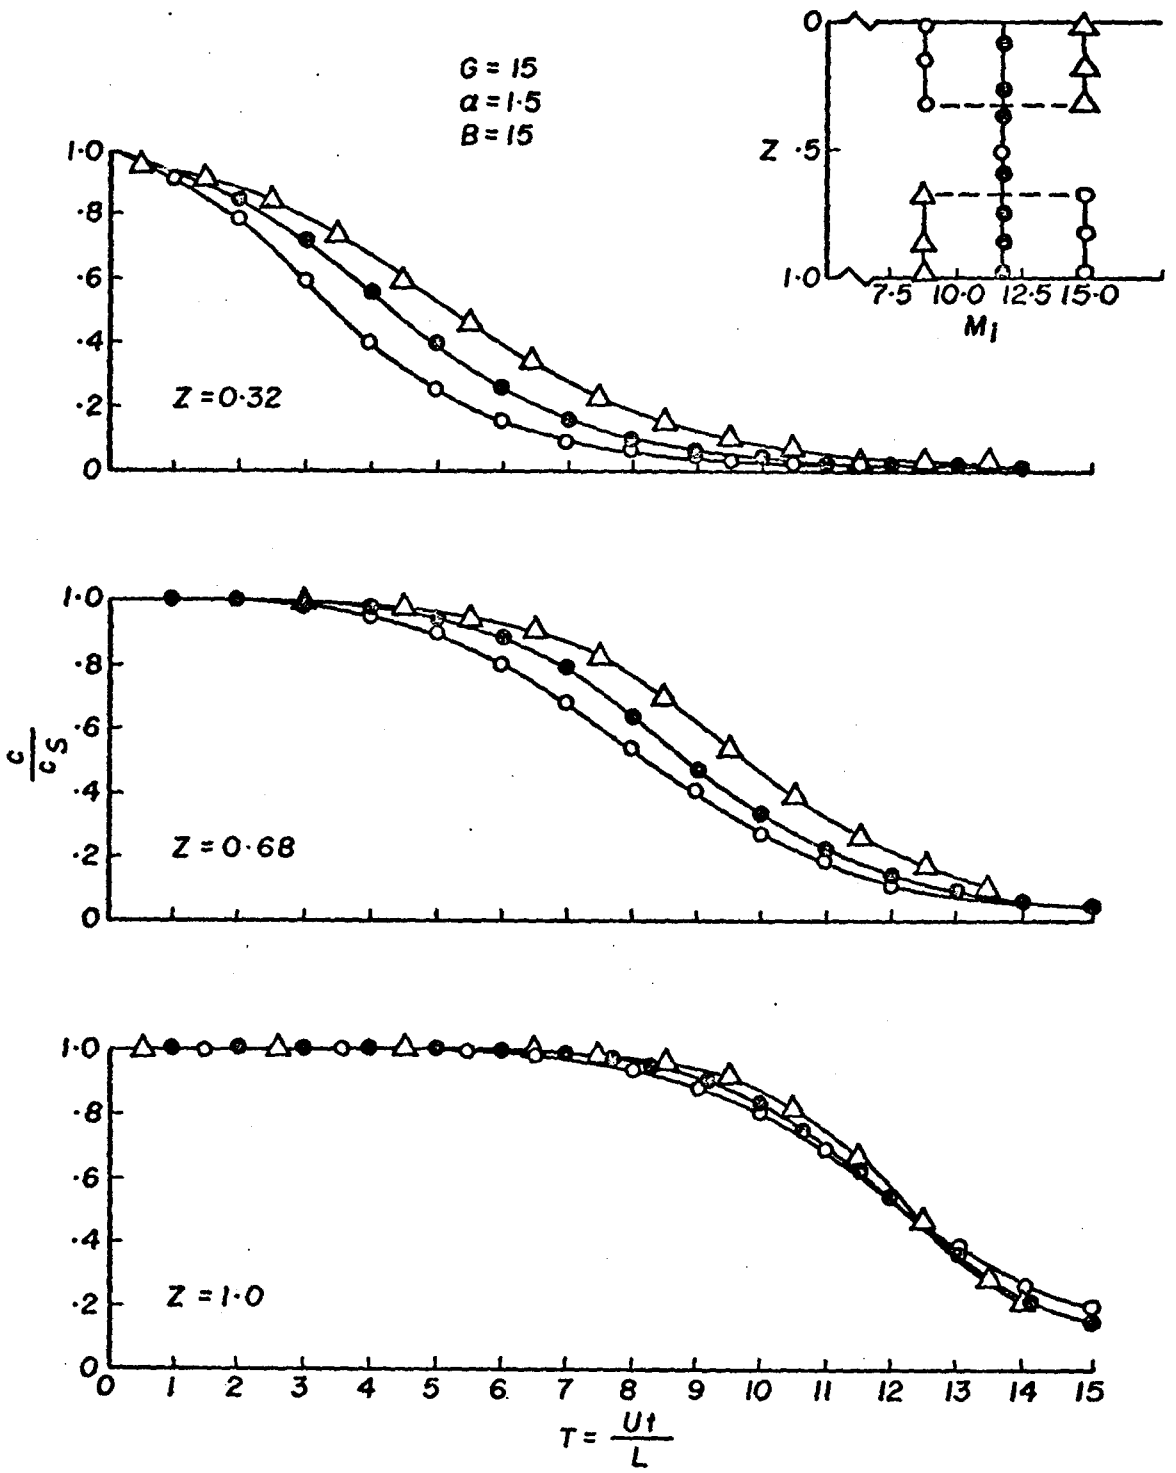 G = 15
α = 1·5
B = 15
0
Z ·5
1·0
7·5 10·0 12·5 15·0
Mi
1·0
·8
·6
·4
·2
0
Z = 0·32
1·0
·8
·6
·4
·2
0
Z = 0·68
c/cs
1·0
·8
·6
·4
·2
0
Z = 1·0
0 1 2 3 4 5 6 7 8 9 10 11 12 13 14 15
T = Ut/L